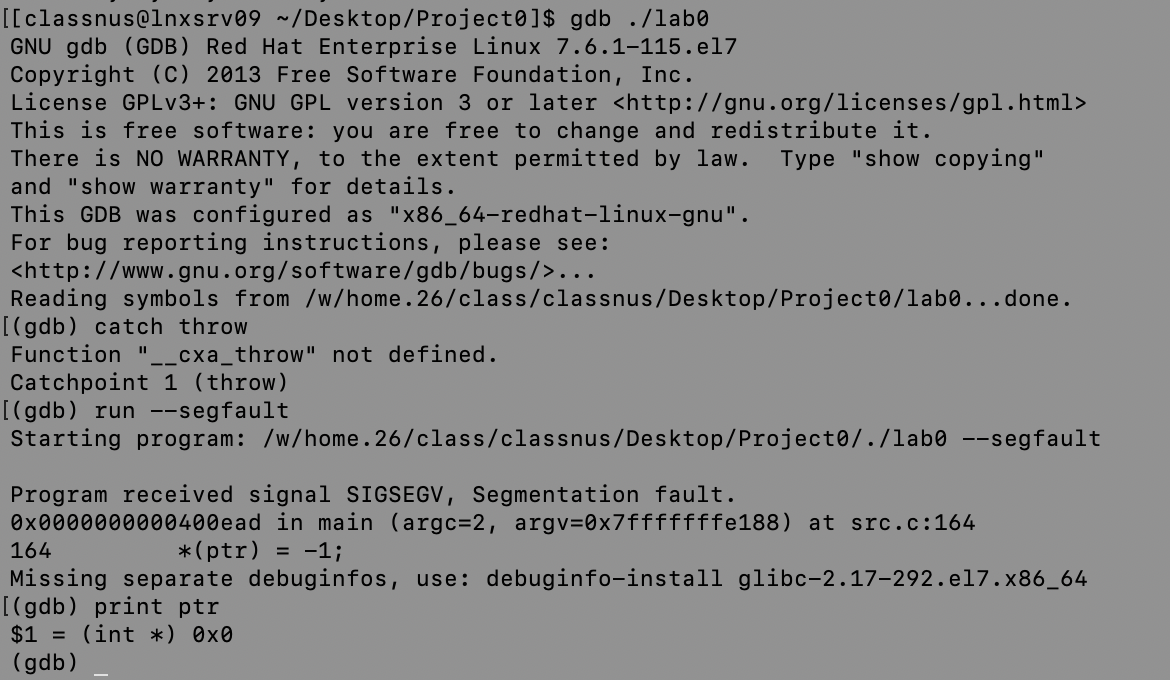 [[classnus@lnxsrv09 ~/Desktop/Project0]$ gdb ./lab0
GNU gdb (GDB) Red Hat Enterprise Linux 7.6.1-115.el7
Copyright (C) 2013 Free Software Foundation, Inc.
License GPLv3+: GNU GPL version 3 or later <http://gnu.org/licenses/gpl.html>
This is free software: you are free to change and redistribute it.
There is NO WARRANTY, to the extent permitted by law.  Type "show copying"
and "show warranty" for details.
This GDB was configured as "x86_64-redhat-linux-gnu".
For bug reporting instructions, please see:
<http://www.gnu.org/software/gdb/bugs/>...
Reading symbols from /w/home.26/class/classnus/Desktop/Project0/lab0...done.
[(gdb) catch throw
Function "__cxa_throw" not defined.
Catchpoint 1 (throw)
[(gdb) run --segfault
Starting program: /w/home.26/class/classnus/Desktop/Project0/./lab0 --segfault
Program received signal SIGSEGV, Segmentation fault.
0x0000000000400ead in main (argc=2, argv=0x7fffffffe188) at src.c:164
164         *(ptr) = -1;
Missing separate debuginfos, use: debuginfo-install glibc-2.17-292.el7.x86_64
[(gdb) print ptr
$1 = (int *) 0x0
(gdb) _